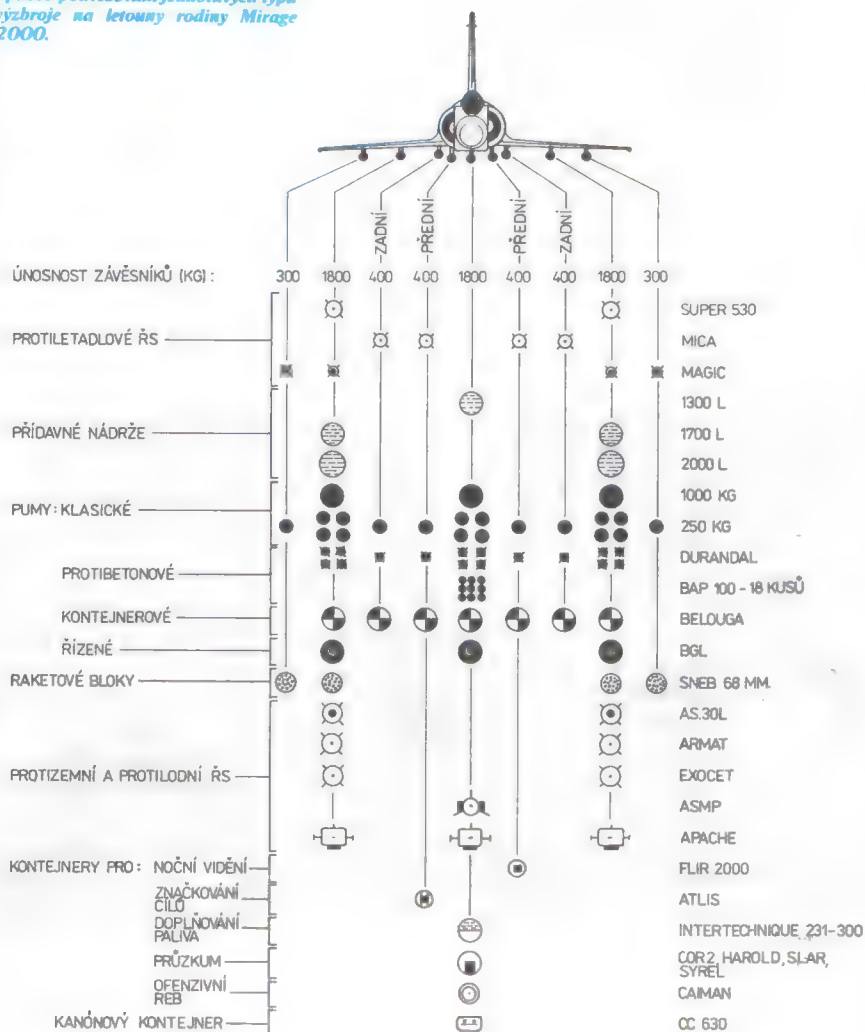 výzbroje na letouny rodiny Mirage
2000.
ZADNÍ PŘEDNÍ PŘEDNÍ ZADNÍ
ÚNOSNOST ZÁVĚSNÍKŮ (KG): 300 1800 400 400 1800 400 400 1800 300
SUPER 530
PROTILETADLOVÉ ŘS MICA
MAGIC
1300 L
PŘÍDAVNÉ NÁDRŽE 1700 L
2000 L
1000 KG
PUMY: KLASICKÉ 250 KG
DURANDAL
PROTIBETONOVÉ
BAP 100 - 18 KUSŮ
KONTEJNEROVÉ BELOUGA
ŘÍZENÉ BGL
RAKETOVÉ BLOKY SNEB 68 MM.
AS.30L
ARMAT
PROTIZEMNÍ A PROTILODNÍ ŘS EXOCET
ASMP
APACHE
KONTEJNERY PRO: NOČNÍ VIDĚNÍ FLIR 2000
ZNAČKOVÁNÍ
CÍLŮ ATLIS
DOPLŇOVÁNÍ
PALIVA INTERTECHNIQUE 231-300
PRŮZKUM COR2, HAROLD, SLAR,
SYREL
OFENZIVNÍ
REB CAIMAN
KANÓNOVÝ KONTEJNER CC 630